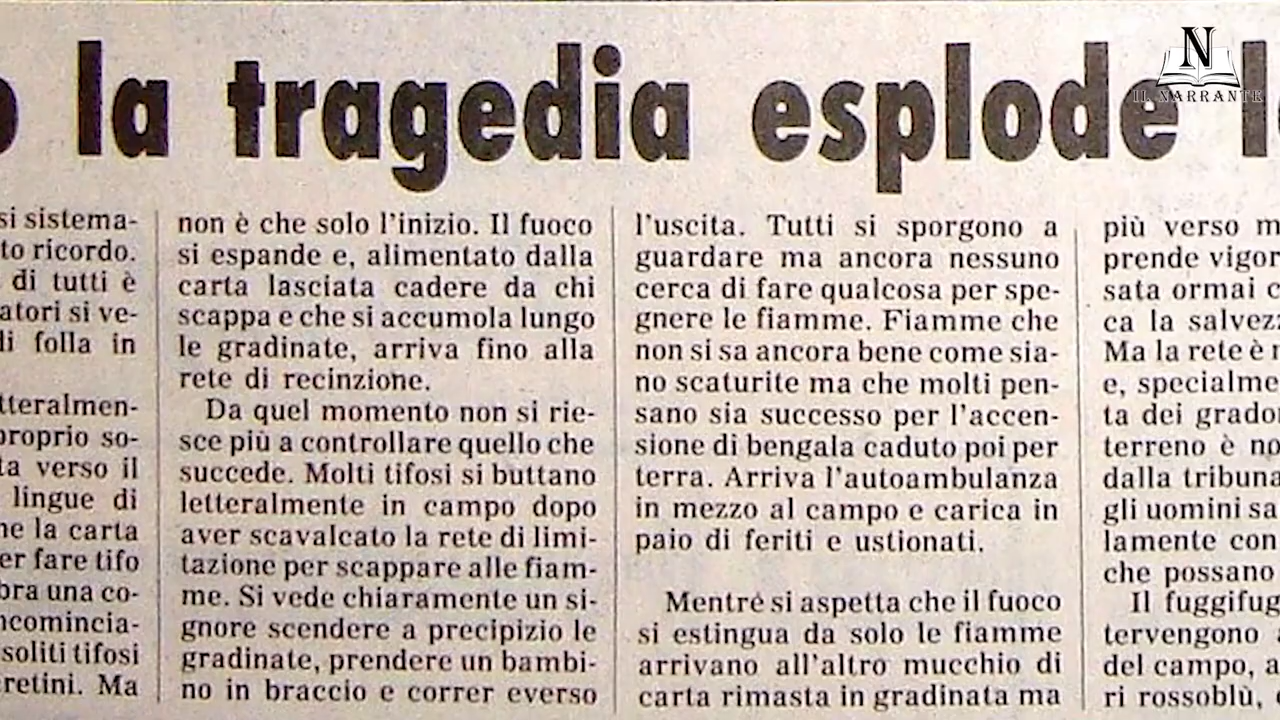 la tragedia esplode
N
IL NARRANTE
si sistema-
to ricordo.
di tutti è
atori si ve-
di folla in
tteralmen-
proprio so-
ta verso il
lingue di
ne la carta
er fare tifo
bra una co-
ncomincia-
soliti tifosi
retini. Ma
non è che solo l'inizio. Il fuoco
si espande e, alimentato dalla
carta lasciata cadere da chi
scappa e che si accumola lungo
le gradinate, arriva fino alla
rete di recinzione.
Da quel momento non si rie-
sce più a controllare quello che
succede. Molti tifosi si buttano
letteralmente in campo dopo
aver scavalcato la rete di limi-
tazione per scappare alle fiam-
me. Si vede chiaramente un si-
gnore scendere a precipizio le
gradinate, prendere un bambi-
no in braccio e correr everso
l'uscita. Tutti si sporgono a
guardare ma ancora nessuno
cerca di fare qualcosa per spe-
gnere le fiamme. Fiamme che
non si sa ancora bene come sia-
no scaturite ma che molti pen-
sano sia successo per l'accen-
sione di bengala caduto poi per
terra. Arriva l'autoambulanza
in mezzo al campo e carica in
paio di feriti e ustionati.
Mentre si aspetta che il fuoco
si estingua da solo le fiamme
arrivano all'altro mucchio di
carta rimasta in gradinata ma
più verso m
prende vigor
sata ormai c
ca la salvezz
Ma la rete è
e, specialme
ta dei grado
terreno è no
dalla tribuna
gli uomini sa
lamente con
che possano
Il fuggifug
tervengono a
del campo, a
ri rossoblù,